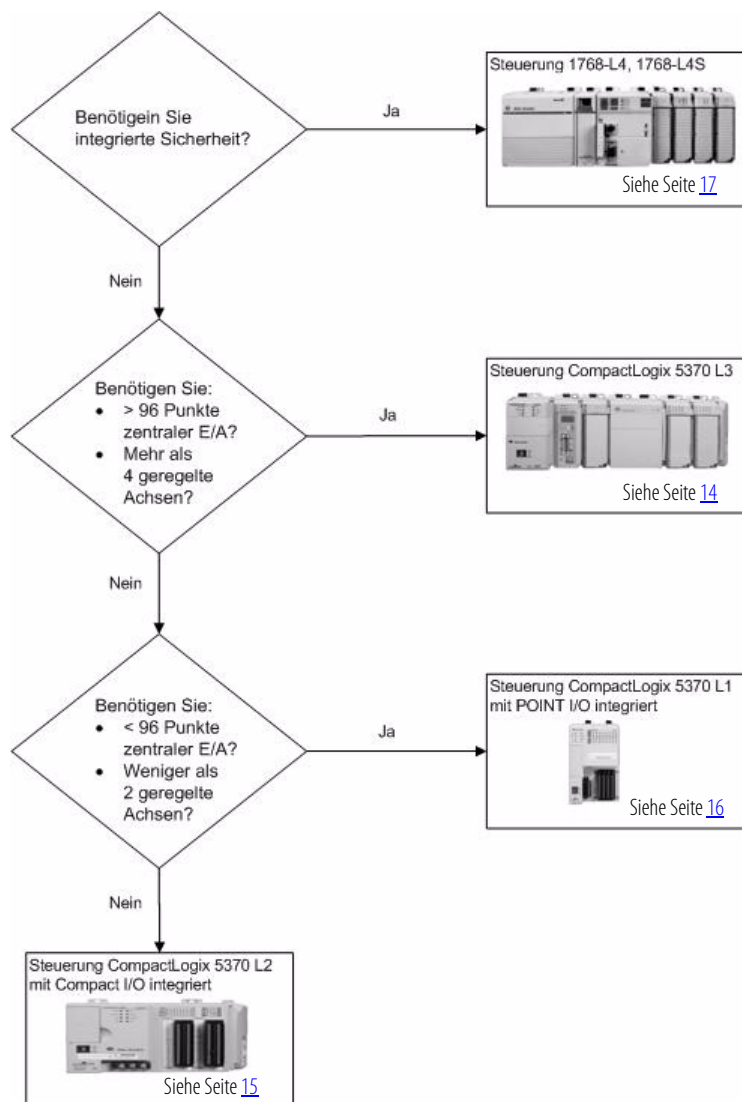 Benötigein Sie
integrierte Sicherheit?
Ja
Steuerung 1768-L4, 1768-L4S
Siehe Seite 17
Nein
Benötigen Sie:
• > 96 Punkte
zentraler E/A?
• Mehr als
4 geregelte
Achsen?
Ja
Steuerung CompactLogix 5370 L3
Siehe Seite 14
Nein
Benötigen Sie:
• < 96 Punkte
zentraler E/A?
• Weniger als
2 geregelte
Achsen?
Ja
Steuerung CompactLogix 5370 L1
mit POINT I/O integriert
Siehe Seite 16
Nein
Steuerung CompactLogix 5370 L2
mit Compact I/O integriert
Siehe Seite 15